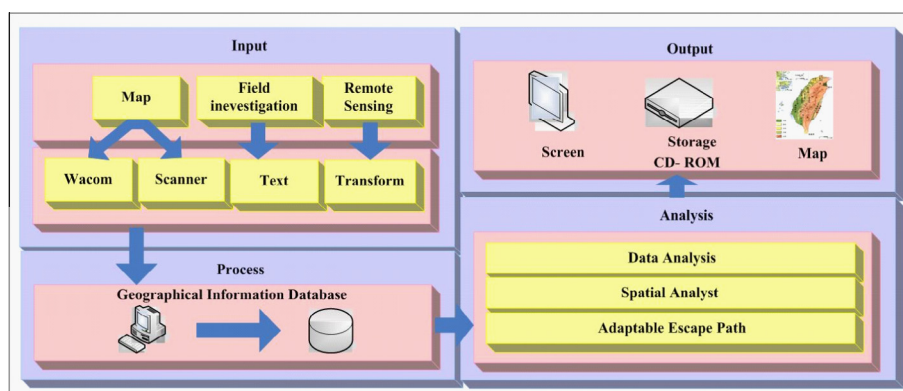 Input
Map
Field
inevestigation
Remote
Sensing
Wacom
Scanner
Text
Transform
Process
Geographical Information Database
Output
Screen
Storage
CD- ROM
Map
Analysis
Data Analysis
Spatial Analyst
Adaptable Escape Path